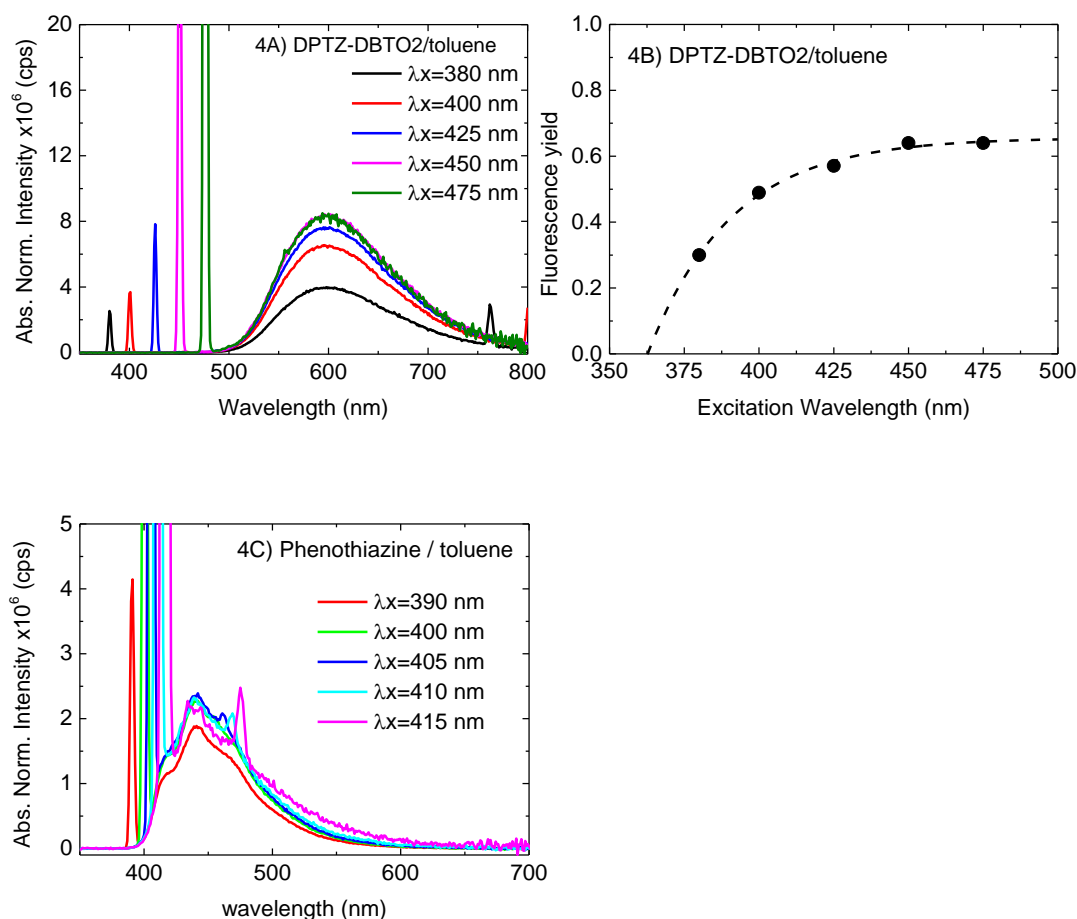 4A) DPTZ-DBTO2/toluene
λx=380 nm
λx=400 nm
λx=425 nm
λx=450 nm
λx=475 nm
Abs. Norm. Intensity x10⁶ (cps)
20
16
12
8
4
0
400 500 600 700 800
Wavelength (nm)
4B) DPTZ-DBTO2/toluene
Fluorescence yield
1.0
0.8
0.6
0.4
0.2
0.0
350 375 400 425 450 475 500
Excitation Wavelength (nm)
4C) Phenothiazine / toluene
λx=390 nm
λx=400 nm
λx=405 nm
λx=410 nm
λx=415 nm
Abs. Norm. Intensity x10⁶ (cps)
5
4
3
2
1
0
400 500 600 700
wavelength (nm)